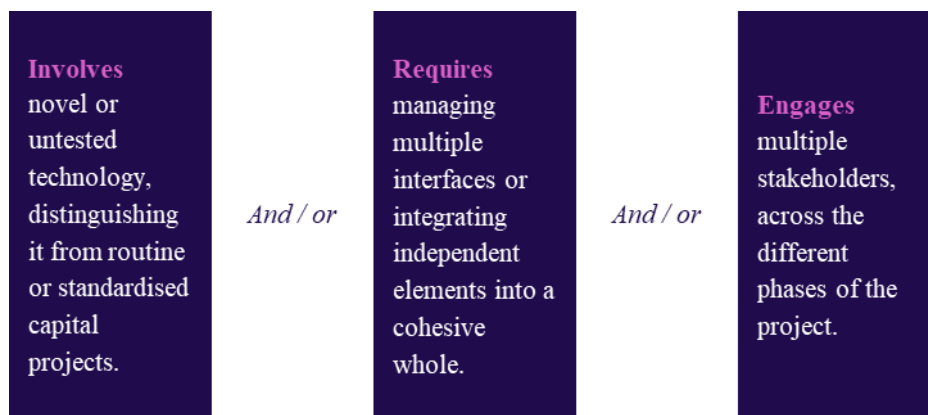 Involves
novel or
untested
technology,
distinguishing
it from routine
or standardised
capital
projects.
And / or
Requires
managing
multiple
interfaces or
integrating
independent
elements into a
cohesive
whole.
And / or
Engages
multiple
stakeholders,
across the
different
phases of the
project.